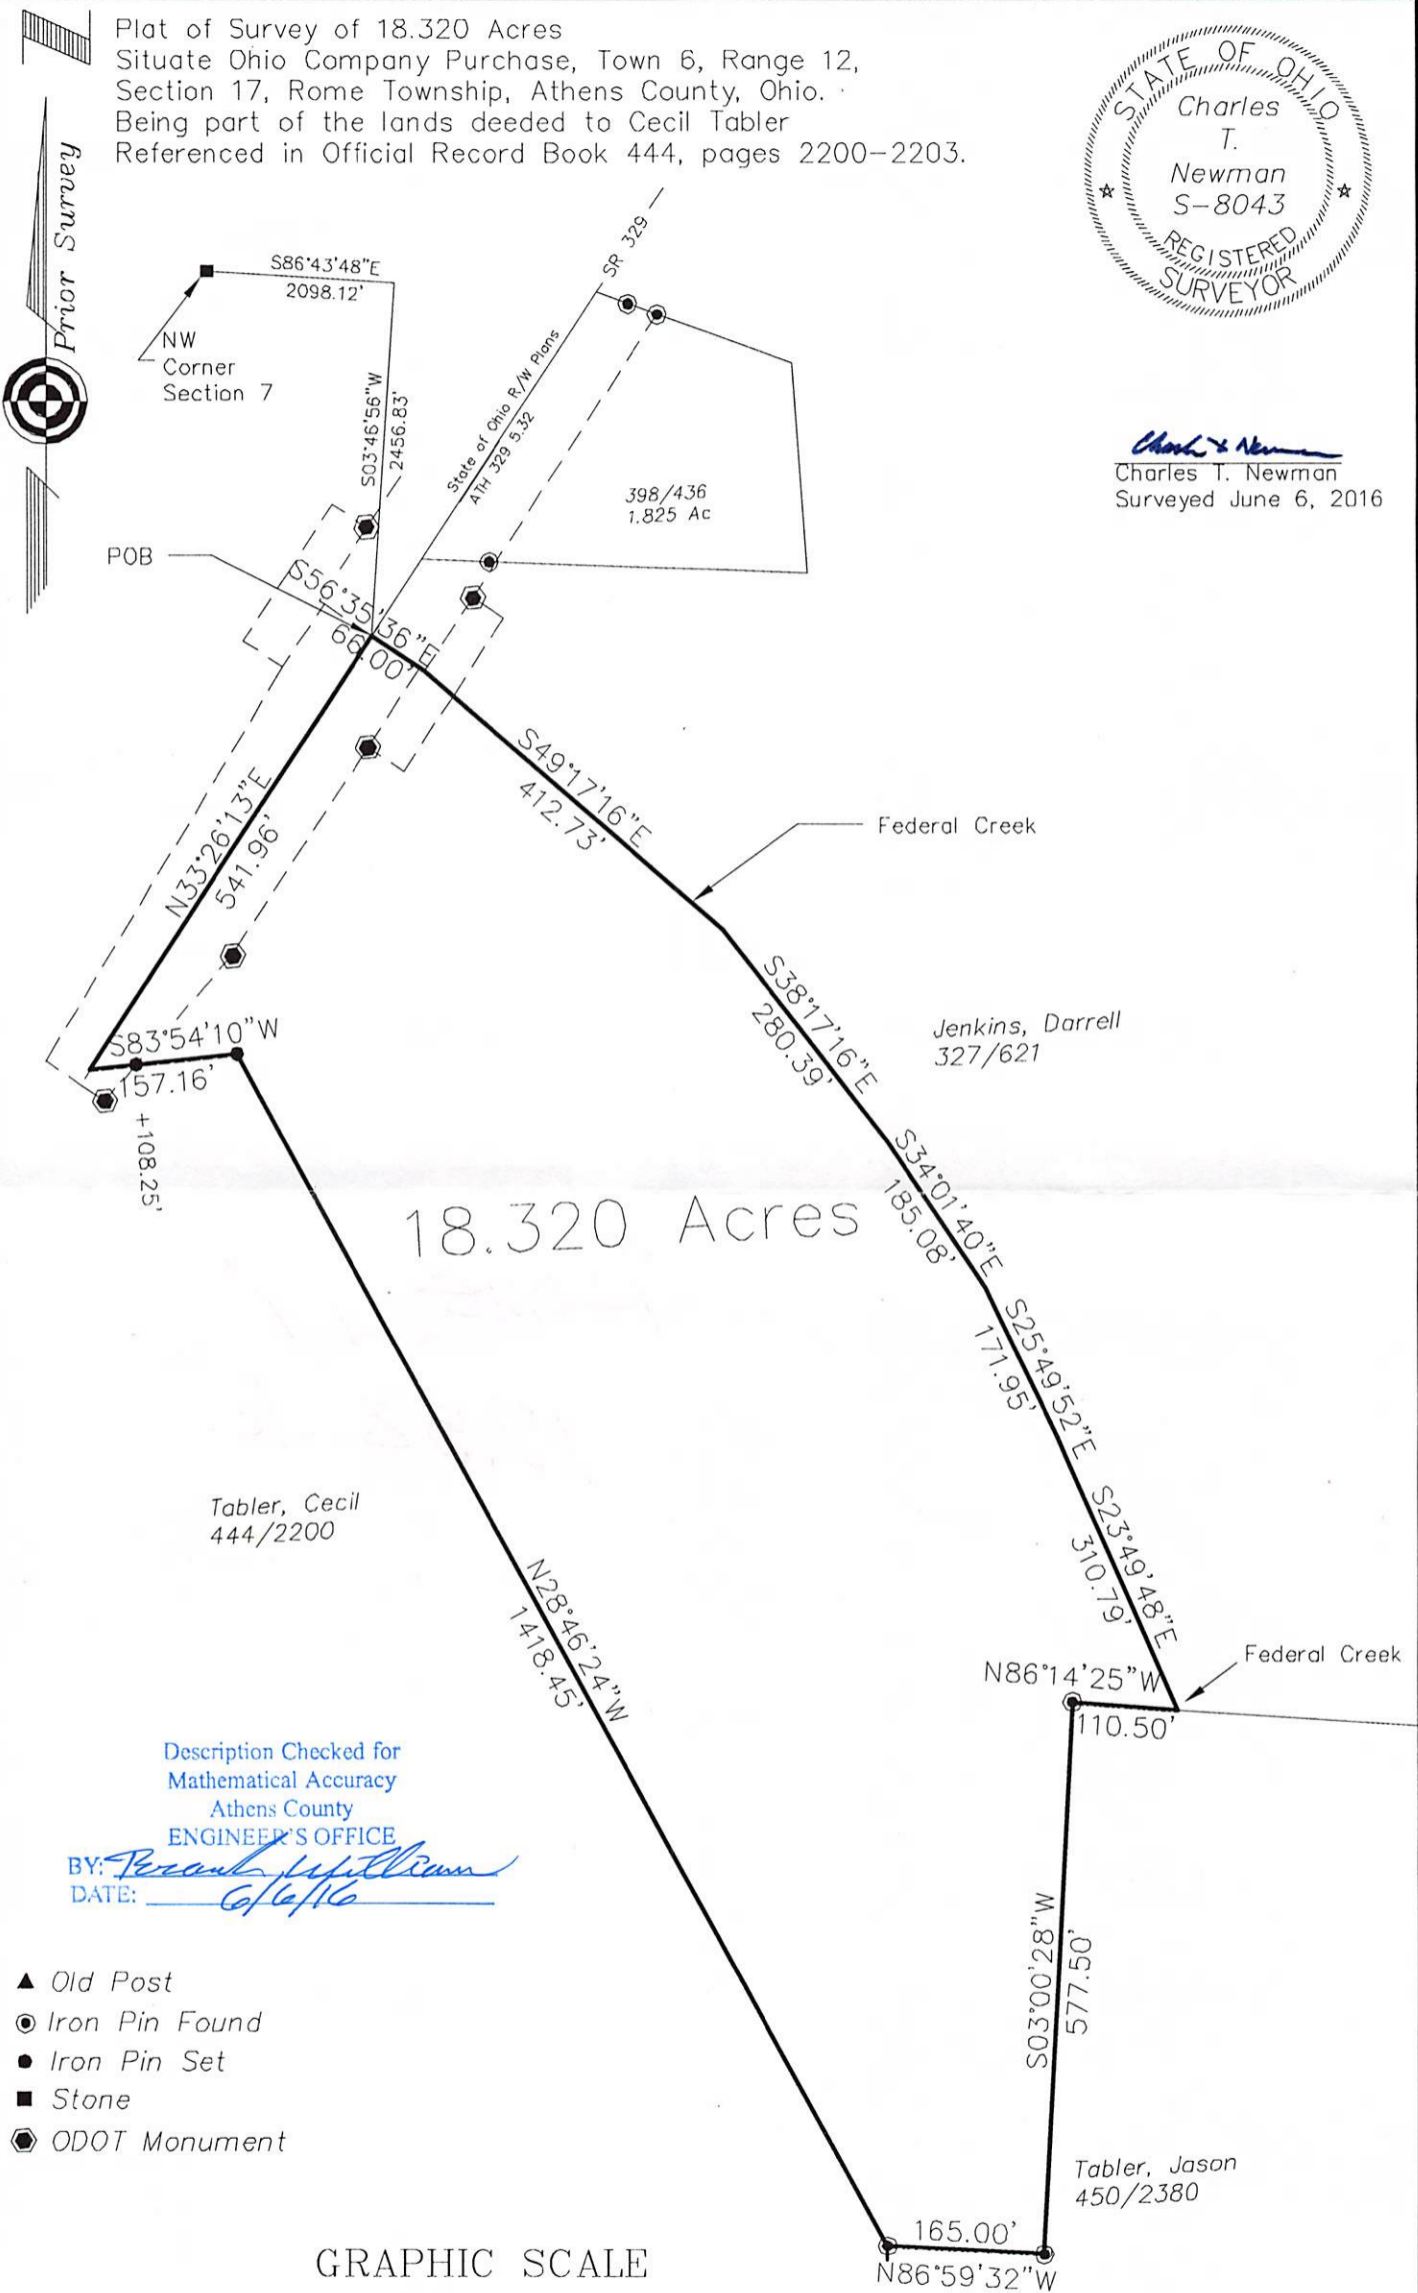 Plat of Survey of 18.320 Acres
Situate Ohio Company Purchase, Town 6, Range 12,
Section 17, Rome Township, Athens County, Ohio.
Being part of the lands deeded to Cecil Tabler
Referenced in Official Record Book 444, pages 2200-2203.
STATE OF OHIO
Charles
T.
Newman
S-8043
REGISTERED
SURVEYOR
Prior Survey
Charles T. Newman
Surveyed June 6, 2016
S86°43'48"E
2098.12'
NW
Corner
Section 7
S03°46'56"W
2456.83'
SR 329
State of Ohio R/W Plans
ATH 329 5.32
398/436
1.825 Ac
POB
S56°35'36"E
66.00'
S49°17'16"E
412.73'
Federal Creek
N33°26'13"E
541.96'
S38°17'16"E
280.39'
Jenkins, Darrell
327/621
S83°54'10"W
157.16'
+108.25'
S34°01'40"E
185.08'
18.320 Acres
S25°49'52"E
171.95'
Tabler, Cecil
444/2200
S23°49'48"E
310.79'
N28°46'24"W
1418.45'
Federal Creek
N86°14'25"W
110.50'
Description Checked for
Mathematical Accuracy
Athens County
ENGINEER'S OFFICE
BY:
DATE: 6/6/16
S03°00'28"W
577.50'
Old Post
Iron Pin Found
Iron Pin Set
Stone
ODOT Monument
Tabler, Jason
450/2380
165.00'
N86°59'32"W
GRAPHIC SCALE